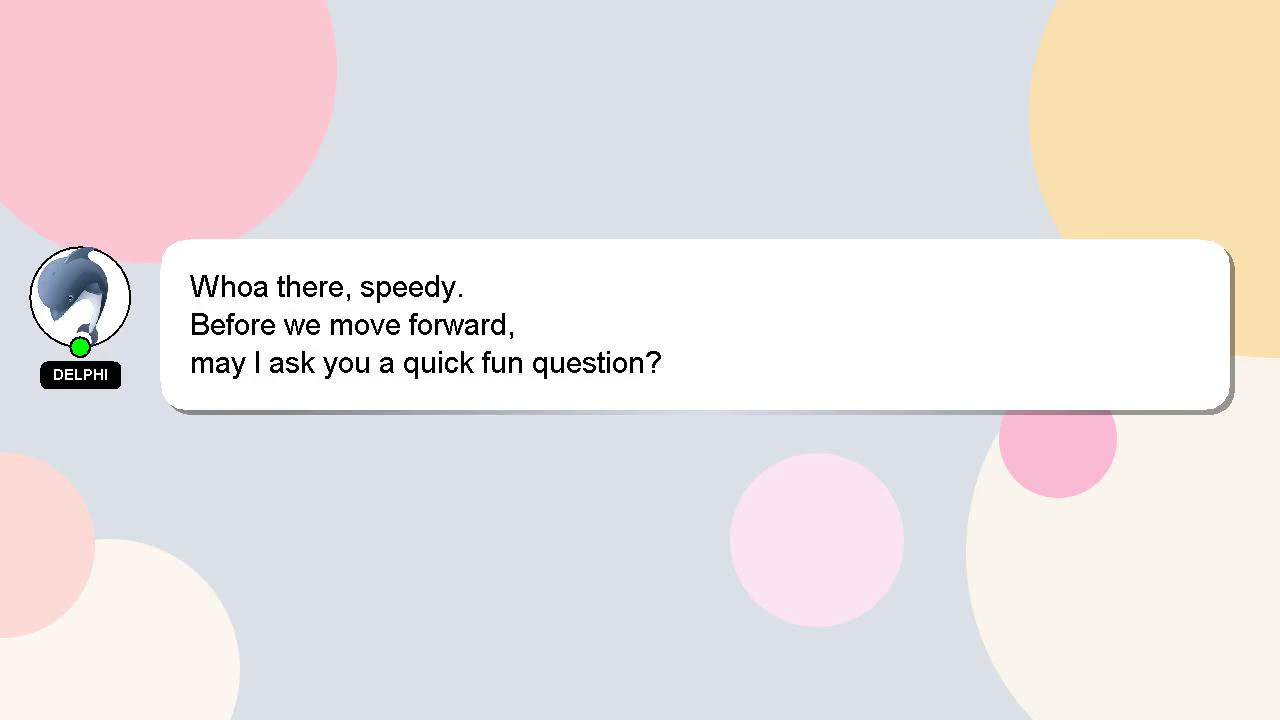 Whoa there, speedy.
Before we move forward,
may I ask you a quick fun question?
DELPHI